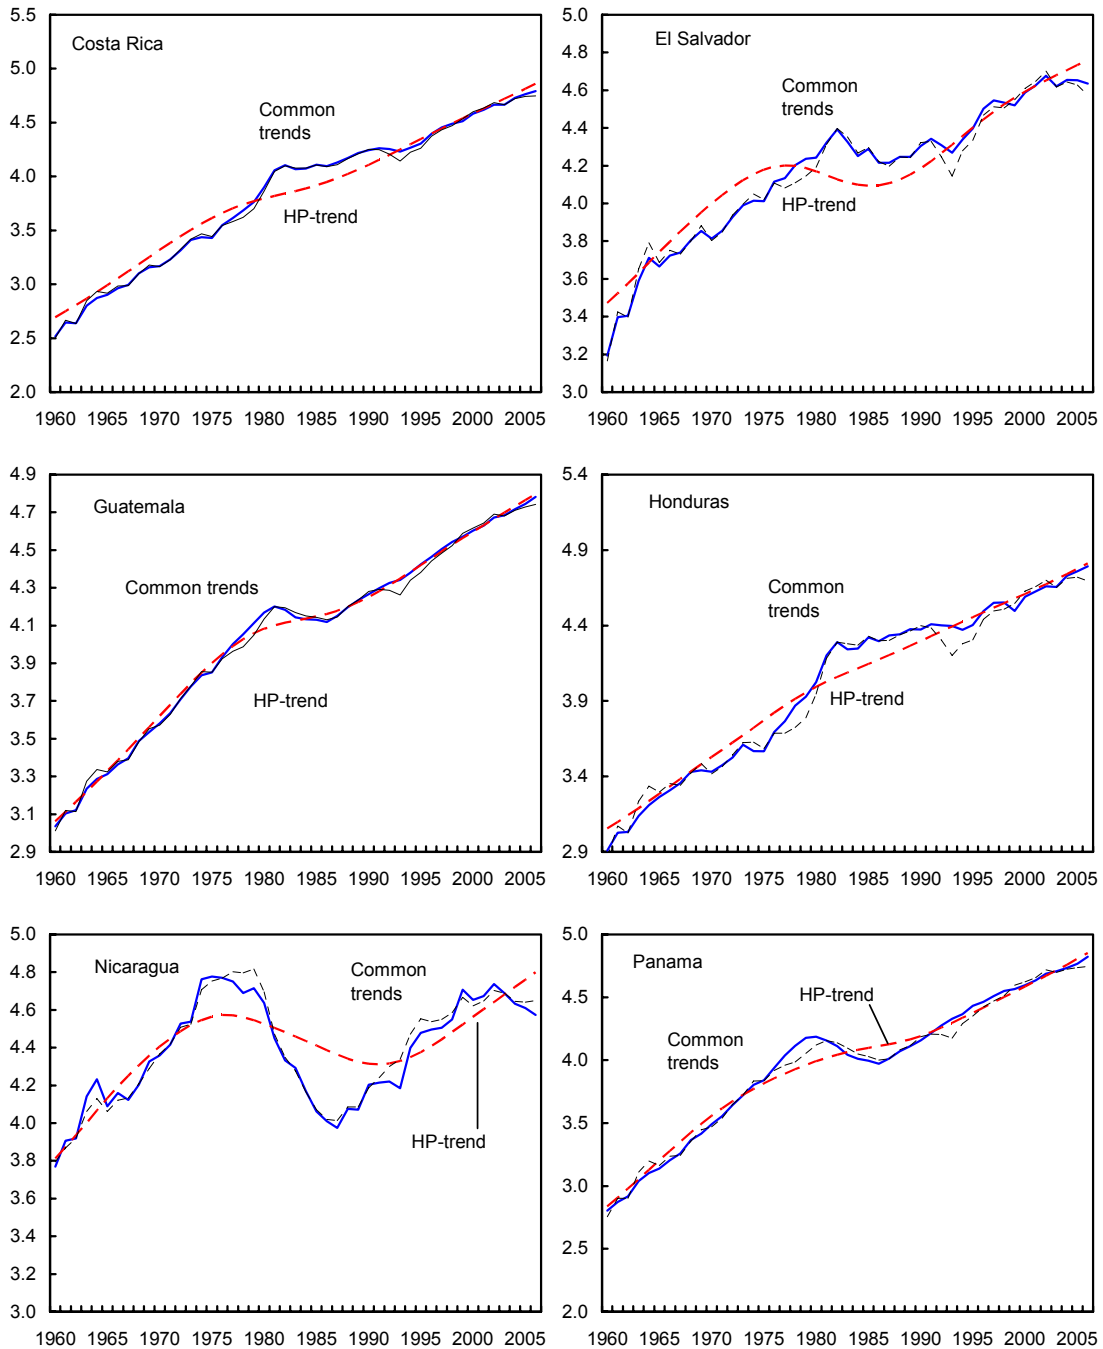 5.5
5.0
4.5
4.0
3.5
3.0
2.5
2.0
Costa Rica
Common
trends
HP-trend
1960 1965 1970 1975 1980 1985 1990 1995 2000 2005
5.0
4.8
4.6
4.4
4.2
4.0
3.8
3.6
3.4
3.2
3.0
El Salvador
Common
trends
HP-trend
1960 1965 1970 1975 1980 1985 1990 1995 2000 2005
4.9
4.7
4.5
4.3
4.1
3.9
3.7
3.5
3.3
3.1
2.9
Guatemala
Common trends
HP-trend
1960 1965 1970 1975 1980 1985 1990 1995 2000 2005
5.4
4.9
4.4
3.9
3.4
2.9
Honduras
Common
trends
HP-trend
1960 1965 1970 1975 1980 1985 1990 1995 2000 2005
5.0
4.8
4.6
4.4
4.2
4.0
3.8
3.6
3.4
3.2
3.0
Nicaragua
Common
trends
HP-trend
1960 1965 1970 1975 1980 1985 1990 1995 2000 2005
5.0
4.5
4.0
3.5
3.0
2.5
2.0
Panama
HP-trend
Common
trends
1960 1965 1970 1975 1980 1985 1990 1995 2000 2005